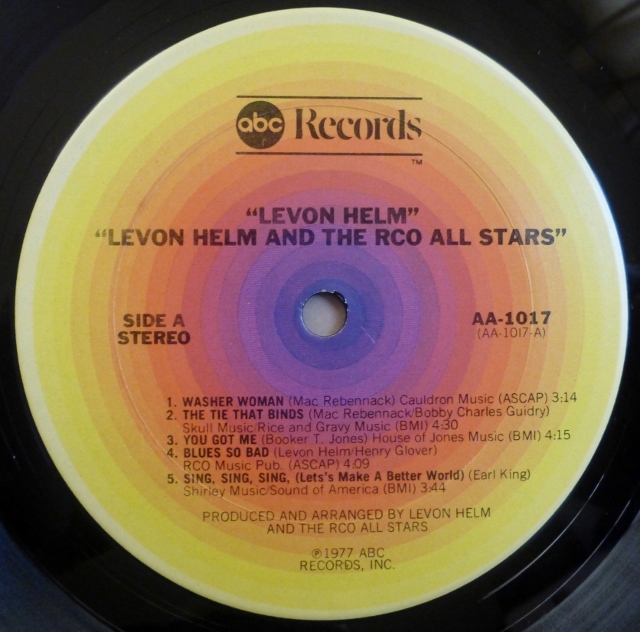 abc Records
TM
"LEVON HELM"
"LEVON HELM AND THE RCO ALL STARS"
SIDE A
STEREO
AA-1017
(AA-1017-A)
1. WASHER WOMAN (Mac Rebennack) Cauldron Music (ASCAP) 3:14
2. THE TIE THAT BINDS (Mac Rebennack/Bobby Charles Guidry)
Skull Music/Rice and Gravy Music (BMI) 4:30
3. YOU GOT ME (Booker T. Jones) House of Jones Music (BMI) 4:15
4. BLUES SO BAD (Levon Helm/Henry Glover)
RCO Music Pub. (ASCAP) 4:09
5. SING, SING, SING, (Lets's Make A Better World) (Earl King)
Shirley Music/Sound of America (BMI) 3:44
PRODUCED AND ARRANGED BY LEVON HELM
AND THE RCO ALL STARS
℗1977 ABC
RECORDS, INC.